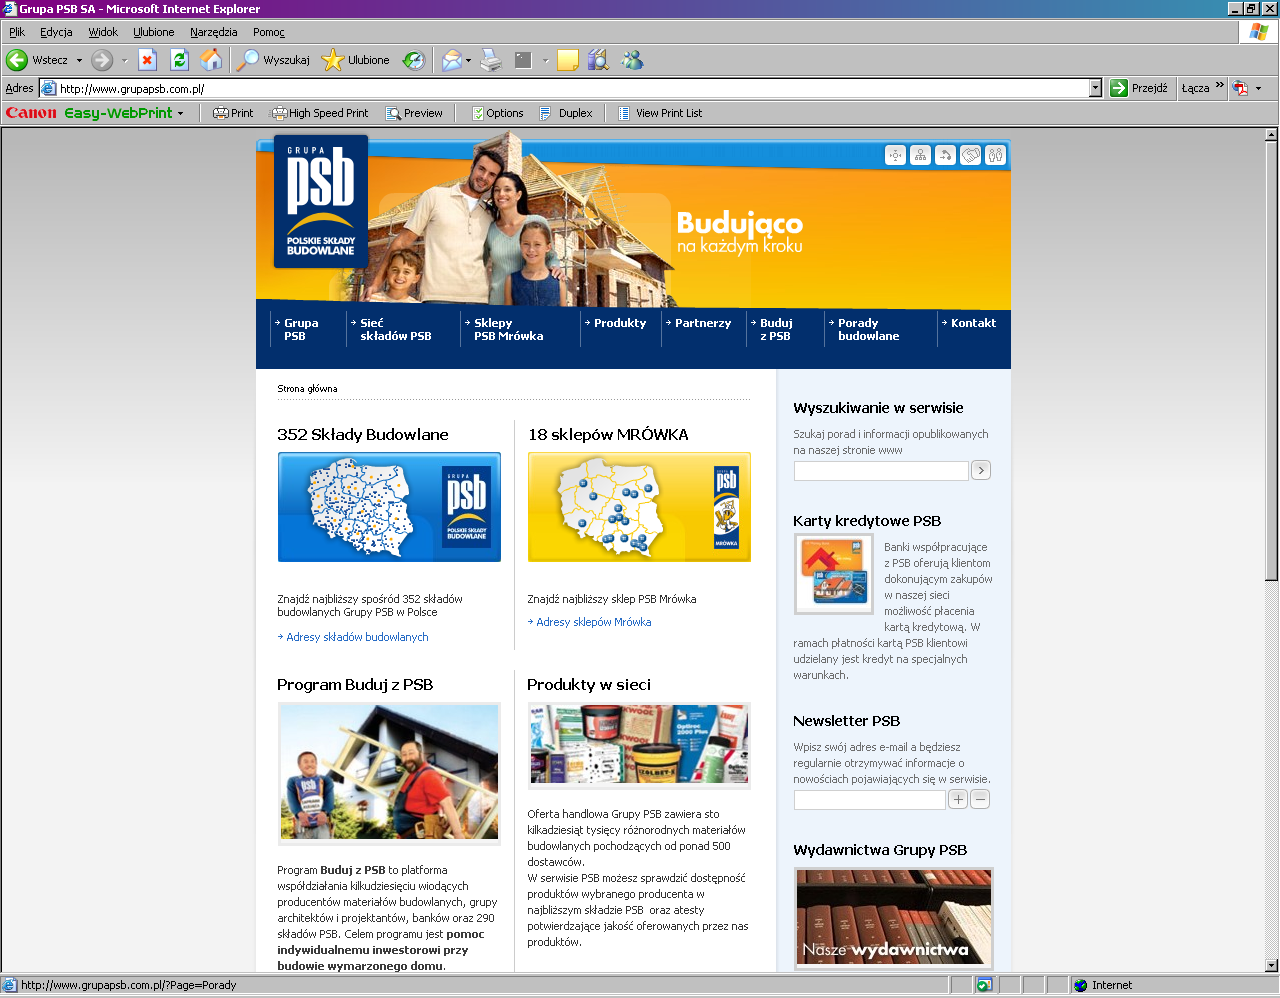 Grupa PSB SA - Microsoft Internet Explorer
Plik Edycja Widok Ulubione Narzędzia Pomoc
Wstecz Wyszukaj Ulubione
Adres http://www.grupapsb.com.pl/ Przejdź Łącza »
Canon Easy-WebPrint Print High Speed Print Preview Options Duplex View Print List
GRUPA
psb
POLSKIE SKŁADY
BUDOWLANE
Budująco
na każdym kroku
Grupa PSB
Sieć składów PSB
Sklepy PSB Mrówka
Produkty
Partnerzy
Buduj z PSB
Porady budowlane
Kontakt
Strona główna
352 Składy Budowlane
GRUPA
psb
POLSKIE SKŁADY
BUDOWLANE
Znajdź najbliższy spośród 352 składów
budowlanych Grupy PSB w Polsce
Adresy składów budowlanych
18 sklepów MRÓWKA
GRUPA
psb
MRÓWKA
Znajdź najbliższy sklep PSB Mrówka
Adresy sklepów Mrówka
Program Buduj z PSB
psb
Program Buduj z PSB to platforma
współdziałania kilkudziesięciu wiodących
producentów materiałów budowlanych, grupy
architektów i projektantów, banków oraz 290
składów PSB. Celem programu jest pomoc
indywidualnemu inwestorowi przy
budowie wymarzonego domu.
Produkty w sieci
Oferta handlowa Grupy PSB zawiera sto
kilkadziesiąt tysięcy różnorodnych materiałów
budowlanych pochodzących od ponad 500
dostawców.
W serwisie PSB możesz sprawdzić dostępność
produktów wybranego producenta w
najbliższym składzie PSB oraz atesty
potwierdzające jakość oferowanych przez nas
produktów.
Wyszukiwanie w serwisie
Szukaj porad i informacji opublikowanych
na naszej stronie www
Karty kredytowe PSB
Banki współpracujące
z PSB oferują klientom
dokonującym zakupów
w naszej sieci
możliwość płacenia
kartą kredytową. W
ramach płatności kartą PSB klientowi
udzielany jest kredyt na specjalnych
warunkach.
Newsletter PSB
Wpisz swój adres e-mail a będziesz
regularnie otrzymywać informacje o
nowościach pojawiających się w serwisie.
Wydawnictwa Grupy PSB
Nasze wydawnictwa
http://www.grupapsb.com.pl/?Page=Porady Internet